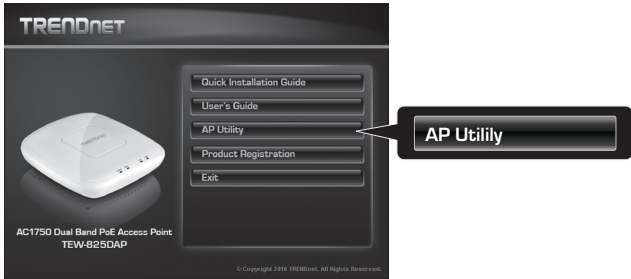 TRENDNET
Quick Installation Guide
User's Guide
AP Utility
Product Registration
Exit
AP Utilily
AC1750 Dual Band PoE Access Point
TEW-825DAP
© Copyright 2016 TRENDnet. All Rights Reserved.